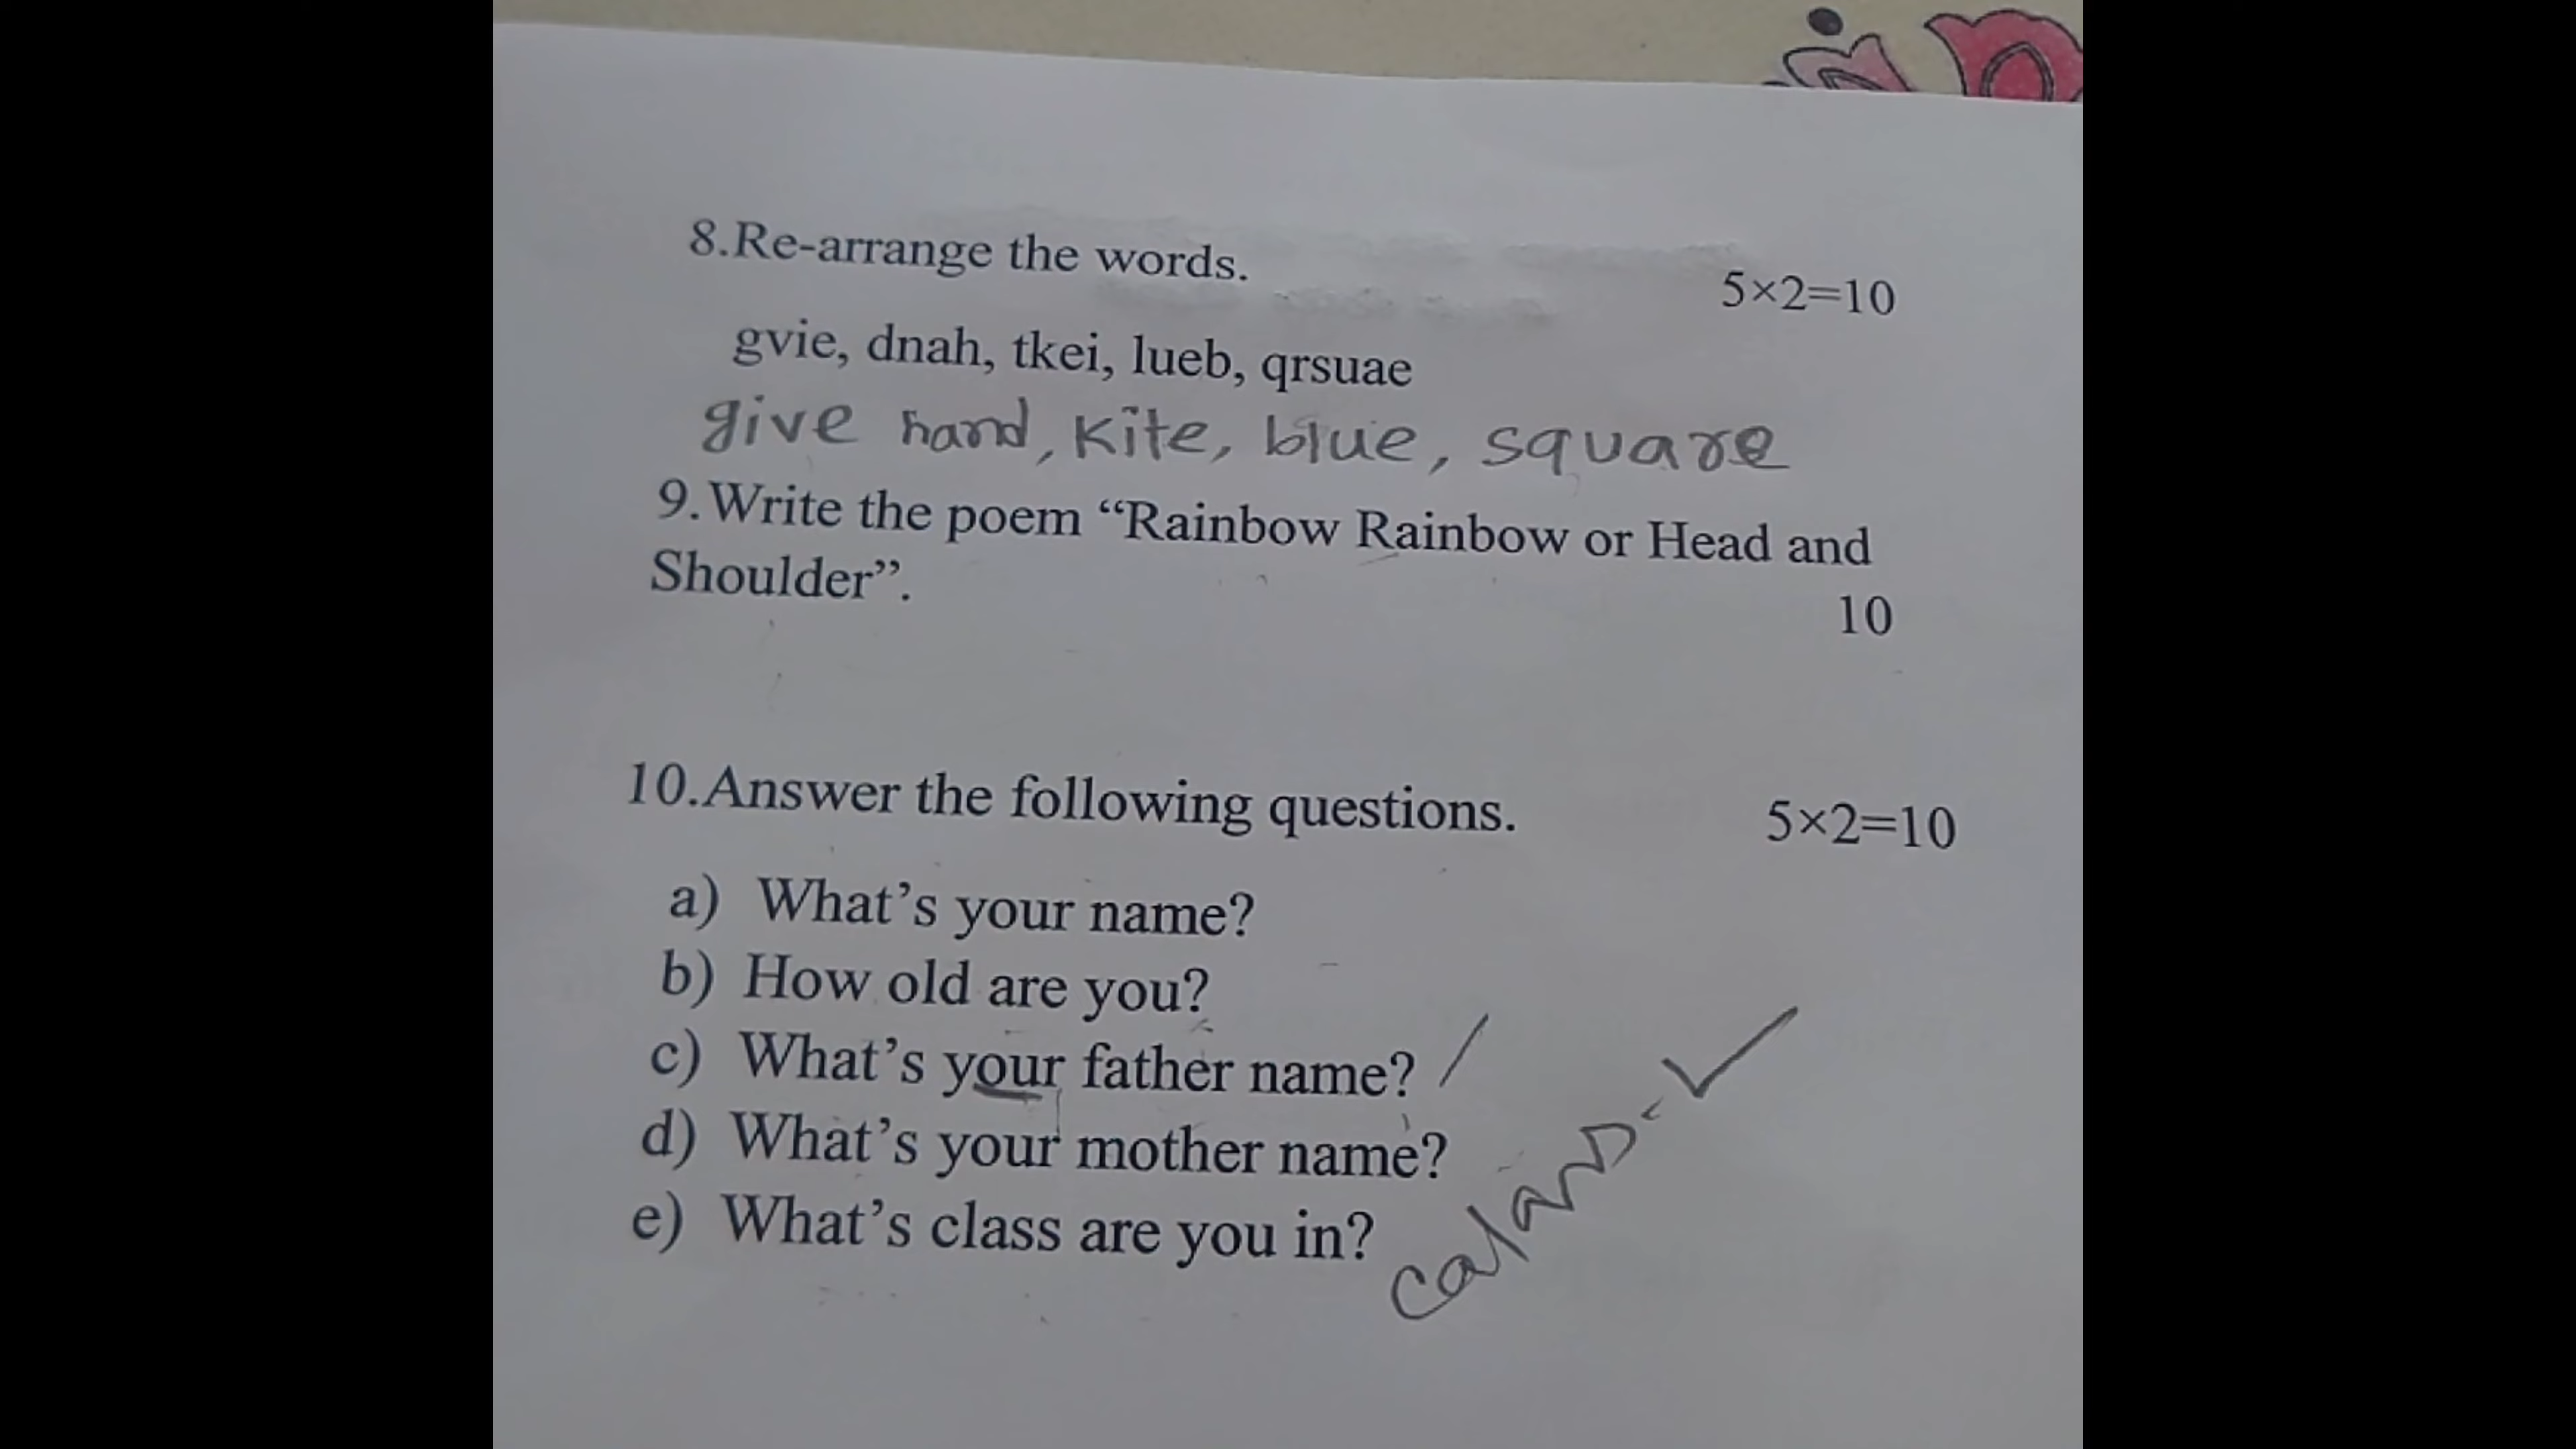 8.Re-arrange the words. 5×2=10
gvie, dnah, tkei, lueb, qrsuae
give hand, kite, blue, square
9.Write the poem “Rainbow Rainbow or Head and
Shoulder”. 10
10.Answer the following questions. 5×2=10
a) What’s your name?
b) How old are you?
c) What’s your father name?
d) What’s your mother name?
e) What’s class are you in?